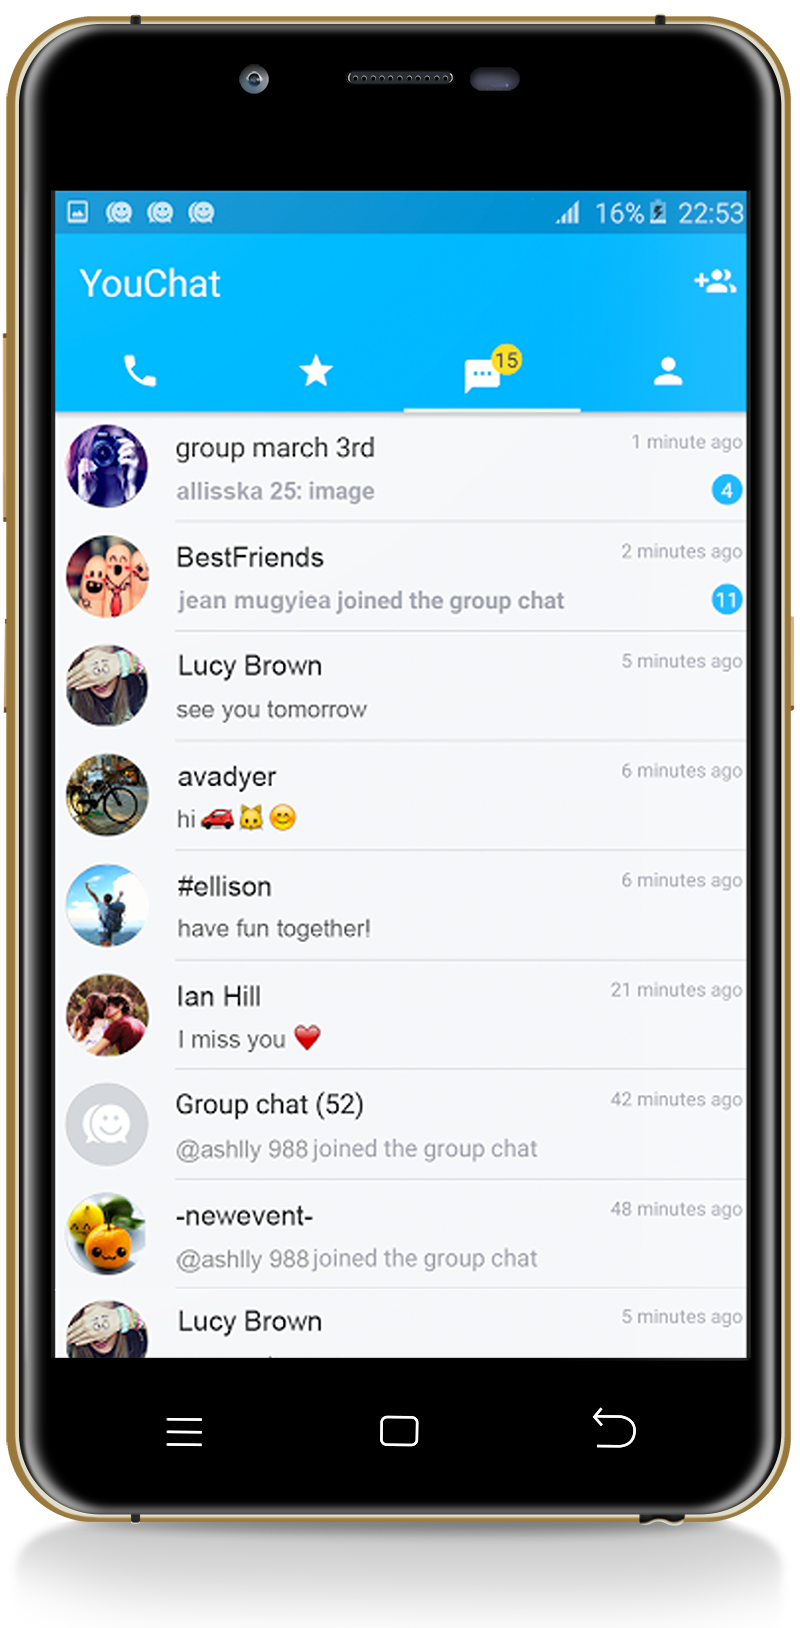 16% 22:53
YouChat
15
group march 3rd 1 minute ago
allisska 25: image 4
BestFriends 2 minutes ago
jean mugyiea joined the group chat 11
Lucy Brown 5 minutes ago
see you tomorrow
avadyer 6 minutes ago
hi 🚗🐱😊
#ellison 6 minutes ago
have fun together!
Ian Hill 21 minutes ago
I miss you ❤️
Group chat (52) 42 minutes ago
@ashlly 988 joined the group chat
-newevent- 48 minutes ago
@ashlly 988 joined the group chat
Lucy Brown 5 minutes ago